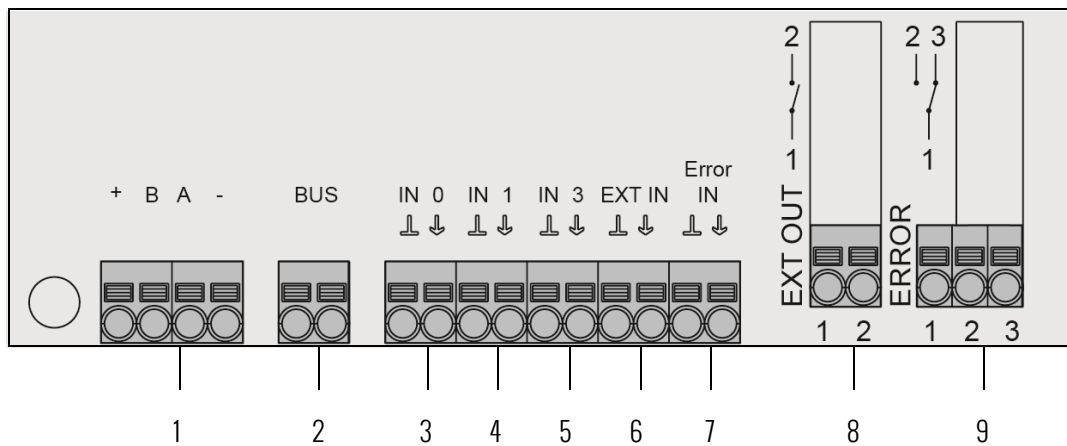 2 2 3
1 1
Error
+ B A - BUS IN 0 IN 1 IN 3 EXT IN IN
EXT OUT
ERROR
1 2 1 2 3
1 2 3 4 5 6 7 8 9